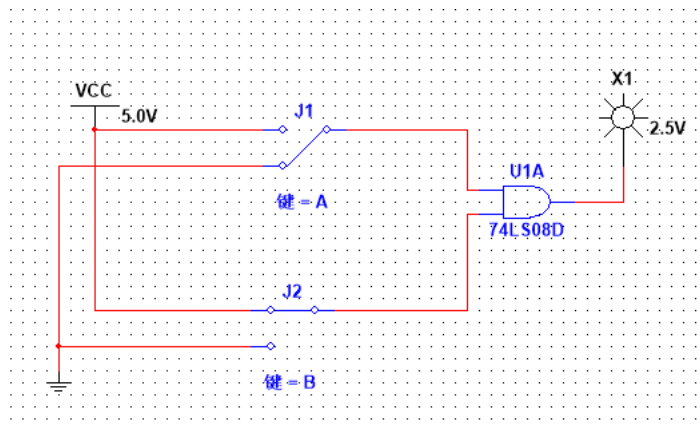 VCC
5.0V
J1
键 = A
X1
2.5V
U1A
74LS08D
J2
键 = B